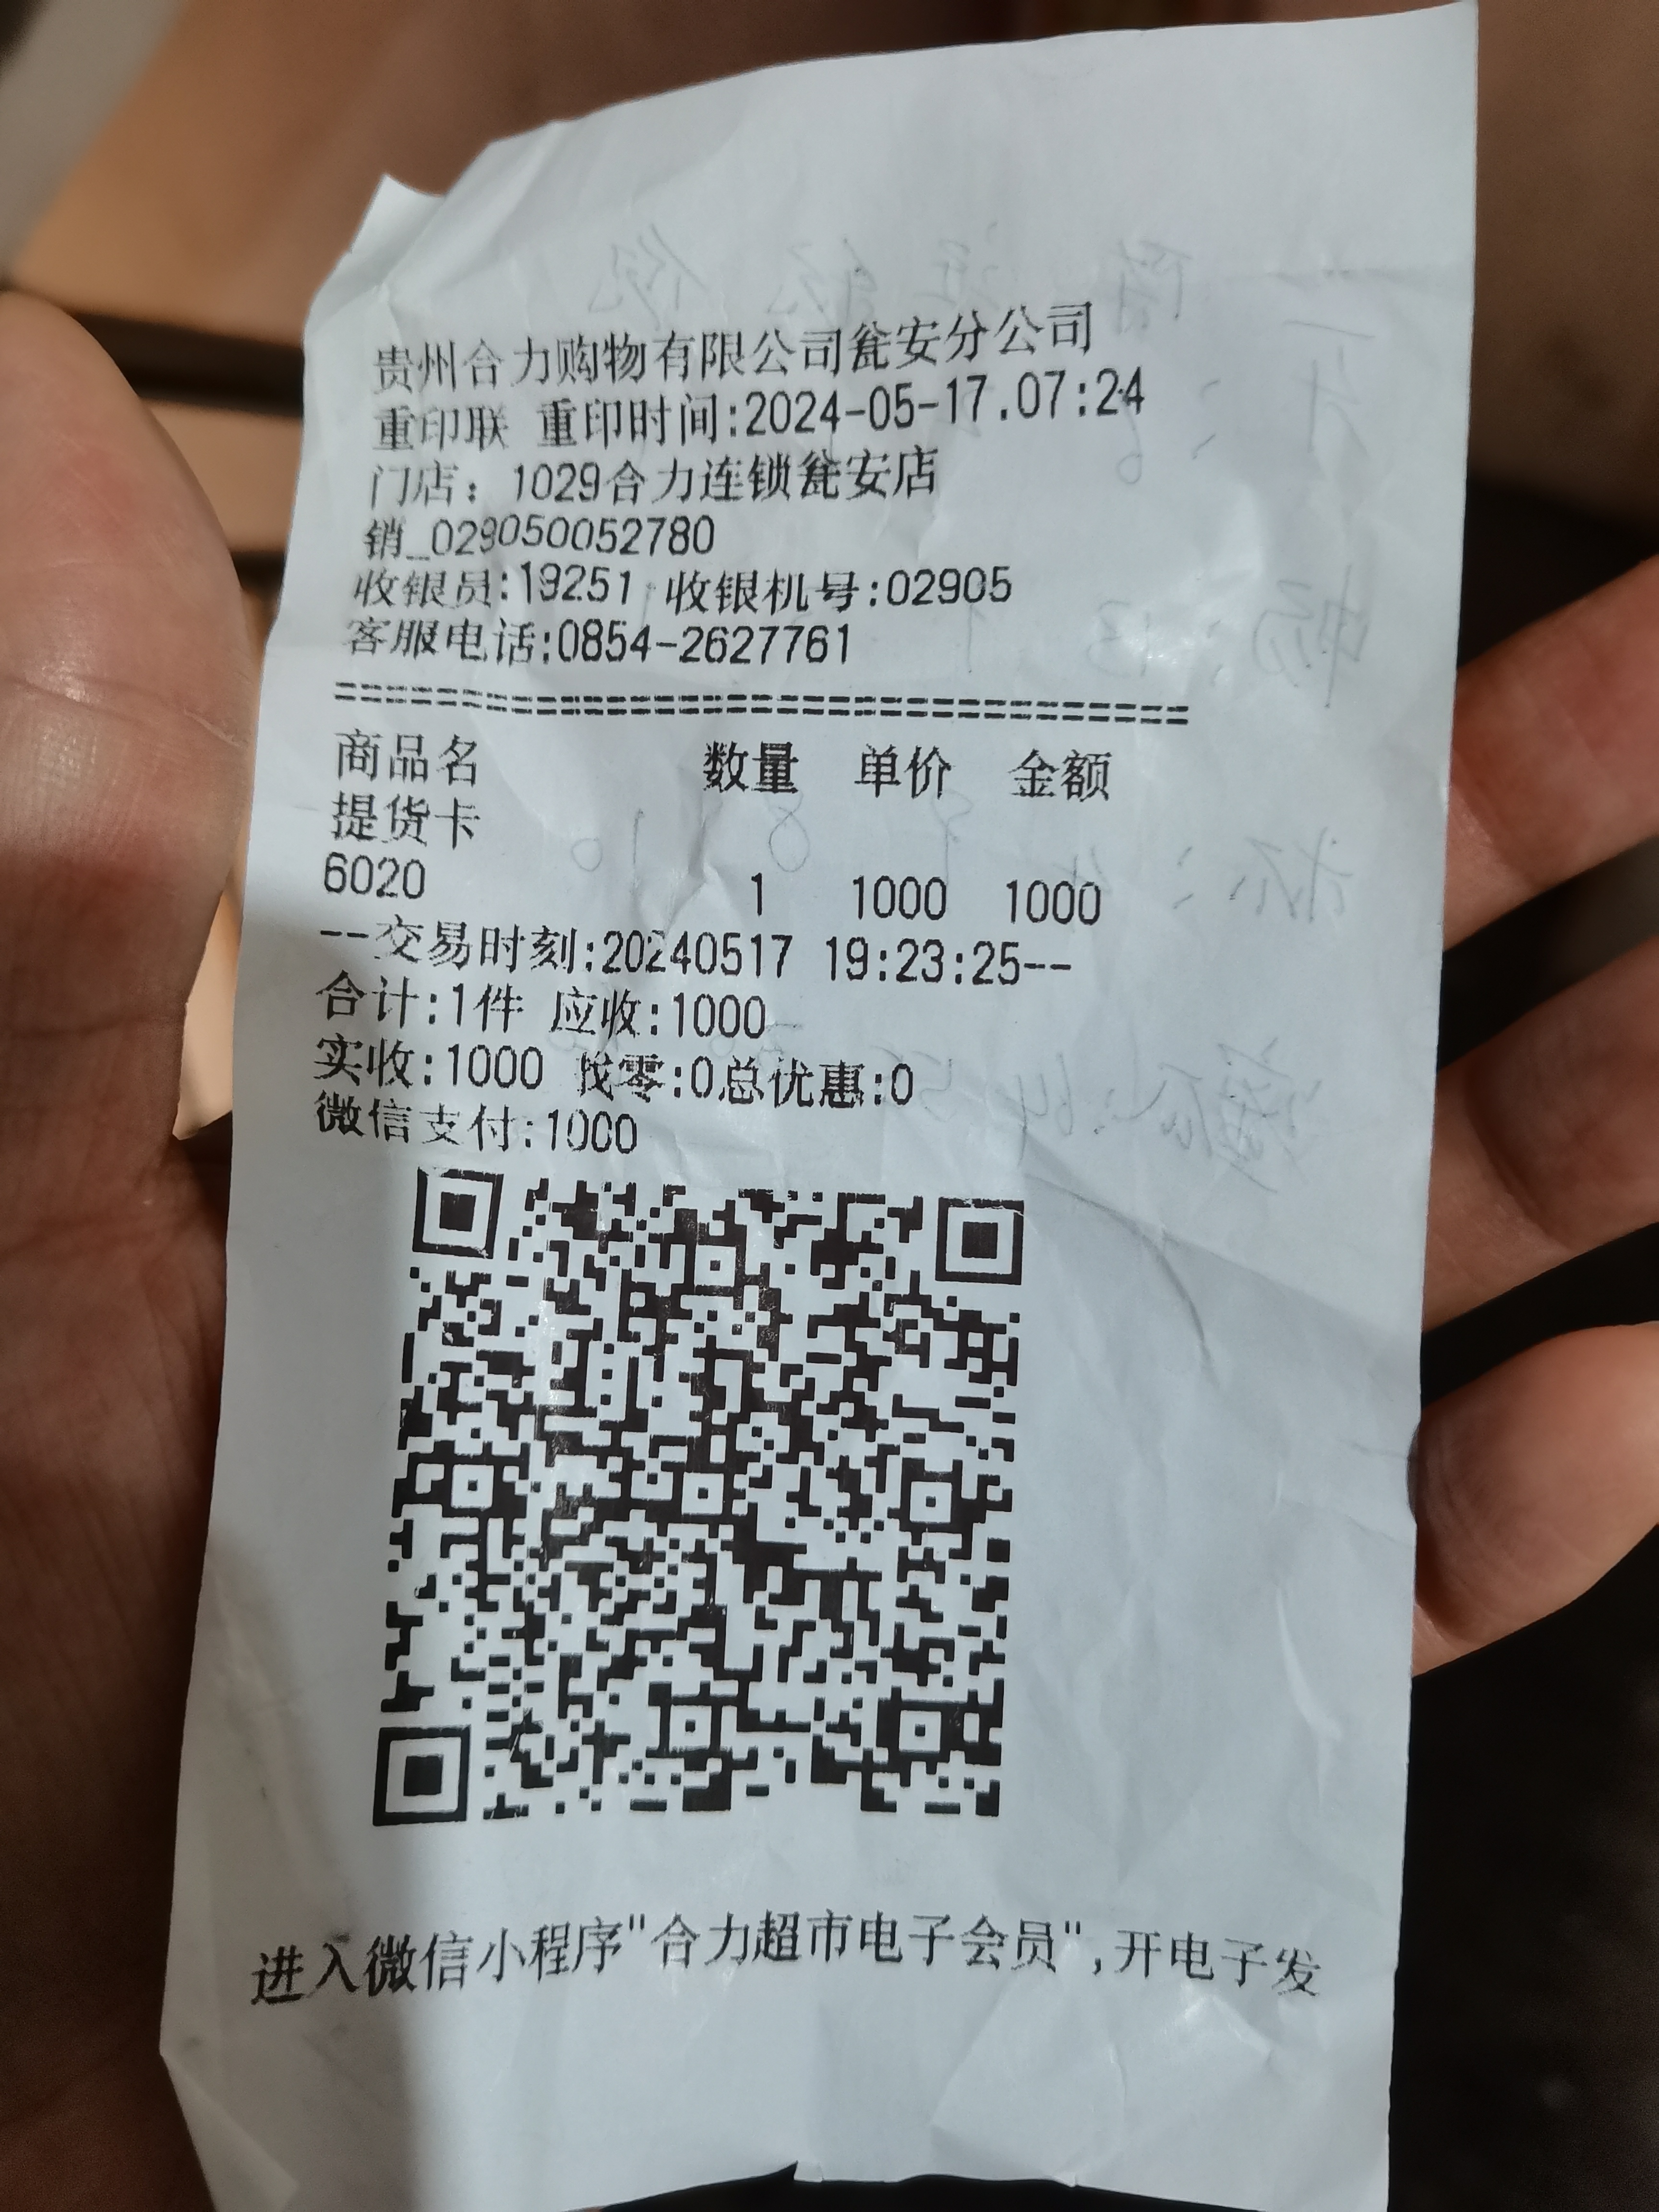 贵州合力购物有限公司瓮安分公司
重印联 重印时间:2024-05-17.07:24
门店：1029合力连锁瓮安店
销_029050052780
收银员:19251 收银机号:02905
客服电话:0854-2627761
==================================
商品名 数量 单价 金额
提货卡
6020 1 1000 1000
--交易时刻:20240517 19:23:25--
合计:1件 应收:1000
实收:1000 找零:0总优惠:0
微信支付:1000
进入微信小程序"合力超市电子会员",开电子发